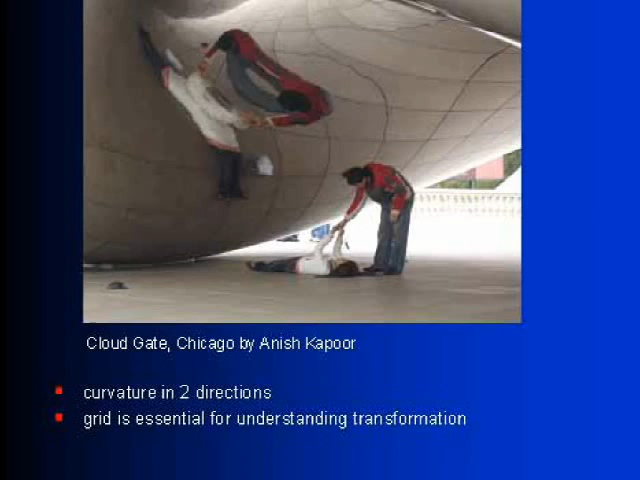 Cloud Gate, Chicago by Anish Kapoor
curvature in 2 directions
grid is essential for understanding transformation